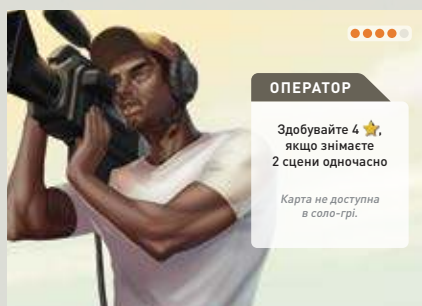 ОПЕРАТОР
Здобувайте 4 ⭐,
якщо знімаєте
2 сцени одночасно
Карта не доступна
в соло-грі.